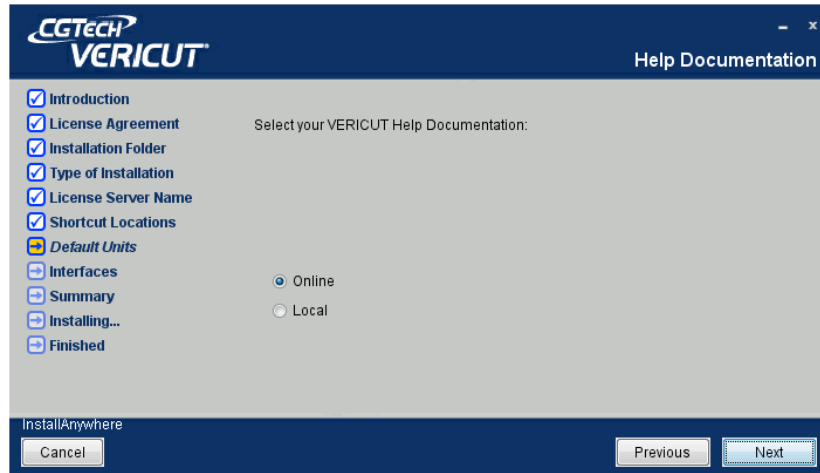 CGTECH
VERICUT
Help Documentation
Introduction
License Agreement
Installation Folder
Type of Installation
License Server Name
Shortcut Locations
Default Units
Interfaces
Summary
Installing...
Finished
Select your VERICUT Help Documentation:
Online
Local
InstallAnywhere
Cancel
Previous
Next